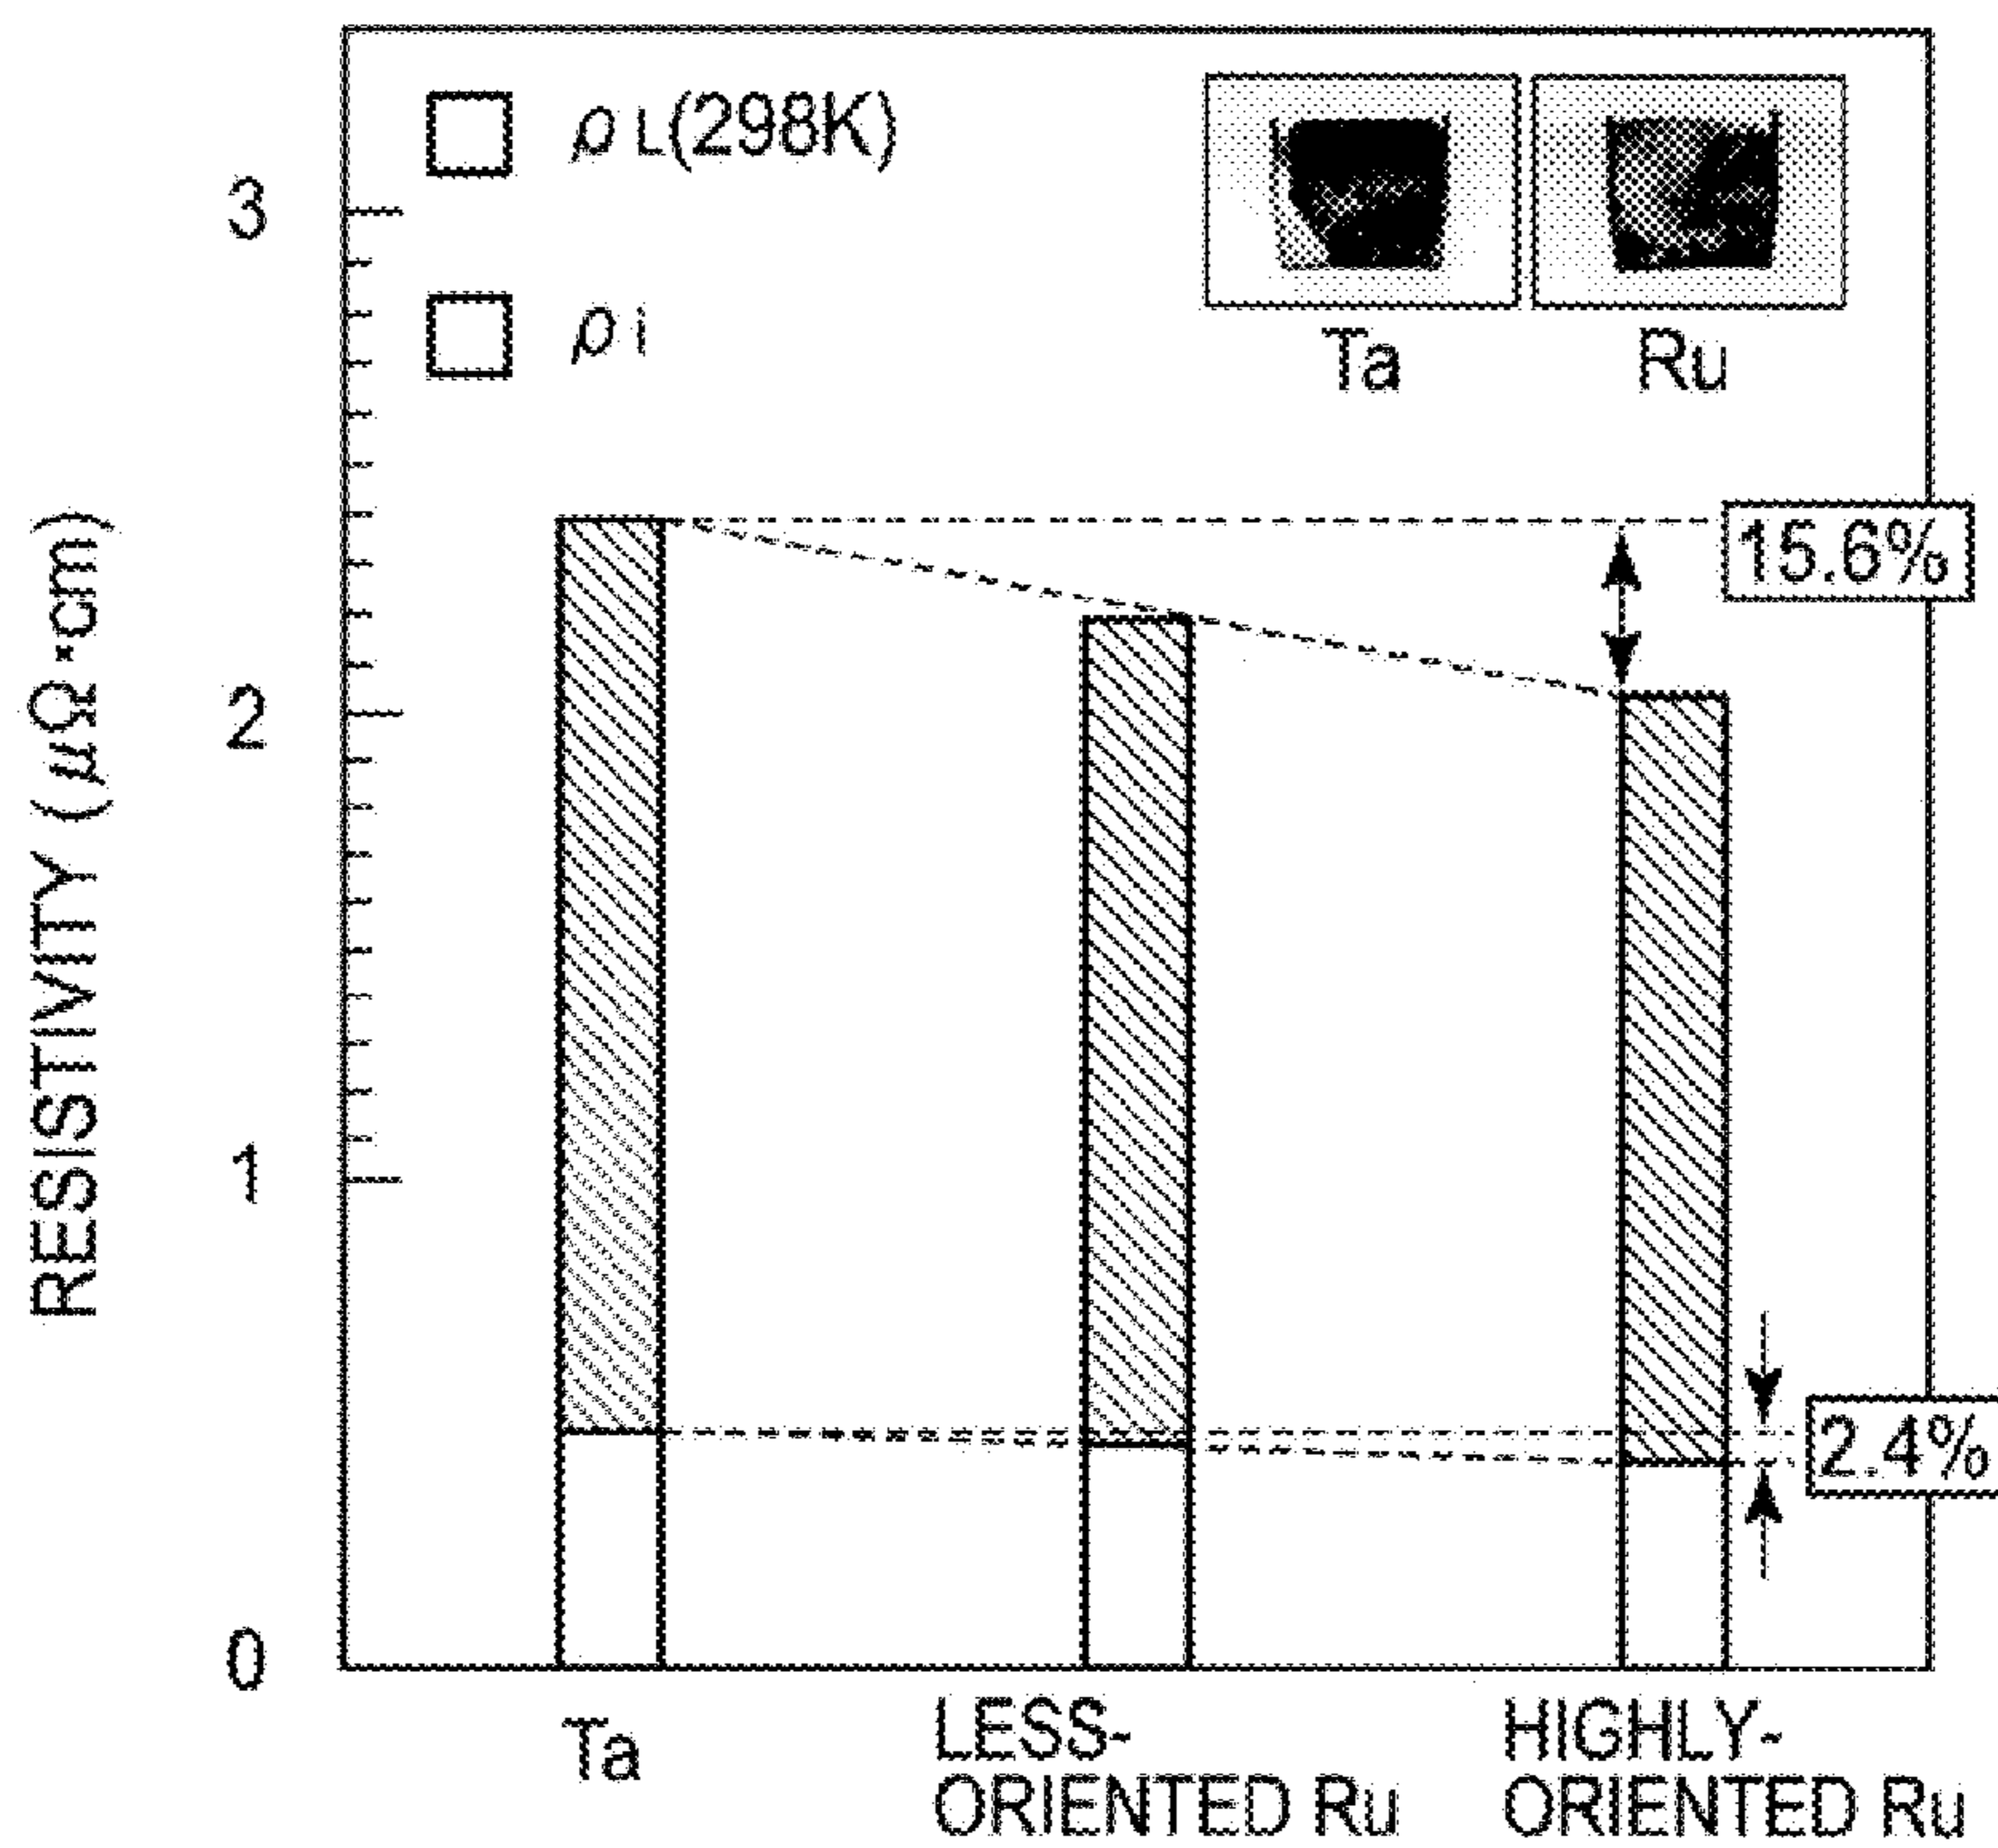 ρL(298K)
ρi
Ta
Ru
3
2
1
0
RESISTIVITY (μΩ·cm)
15.6%
2.4%
Ta
LESS-
ORIENTED Ru
HIGHLY-
ORIENTED Ru